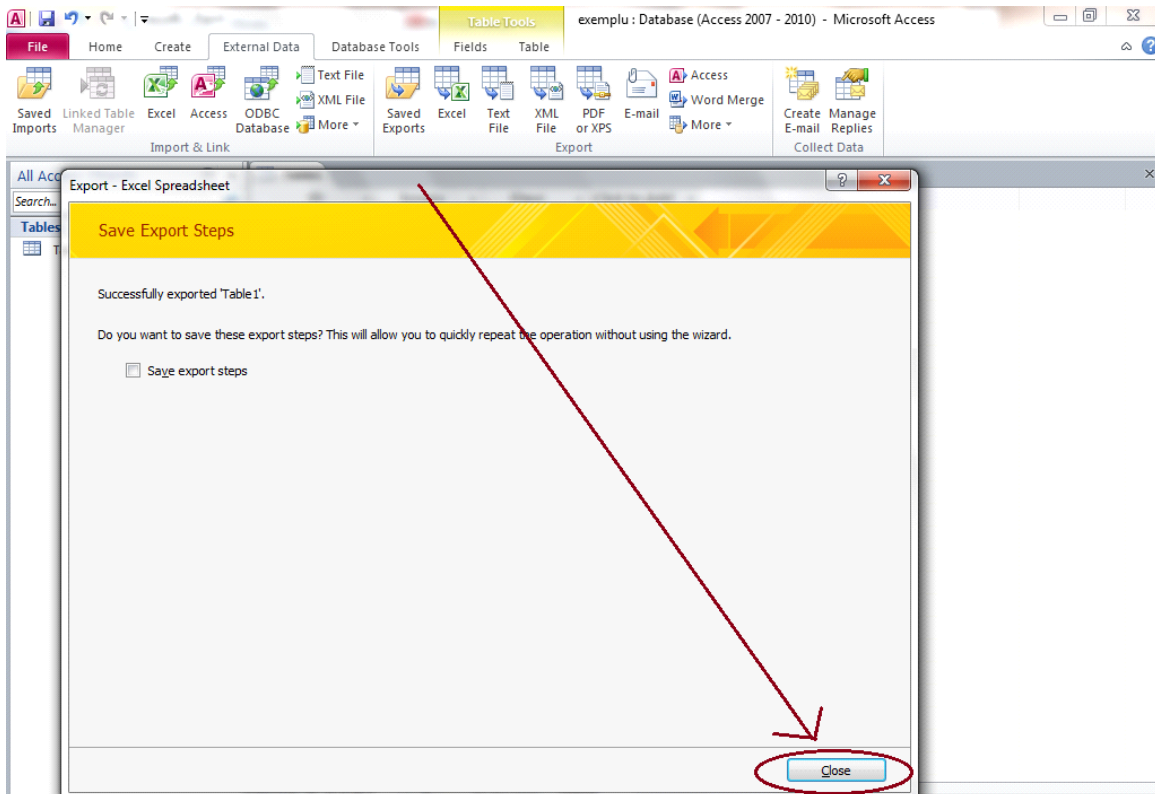 Table Tools
exemplu : Database (Access 2007 - 2010) - Microsoft Access
File Home Create External Data Database Tools Fields Table
Saved Imports
Linked Table Manager
Excel
Access
ODBC Database
Text File
XML File
More
Import & Link
Saved Exports
Excel
Text File
XML File
PDF or XPS
E-mail
Access
Word Merge
More
Export
Create E-mail
Manage Replies
Collect Data
All Acc
Search...
Tables
T
Export - Excel Spreadsheet
Save Export Steps
Successfully exported 'Table1'.
Do you want to save these export steps? This will allow you to quickly repeat the operation without using the wizard.
Save export steps
Close